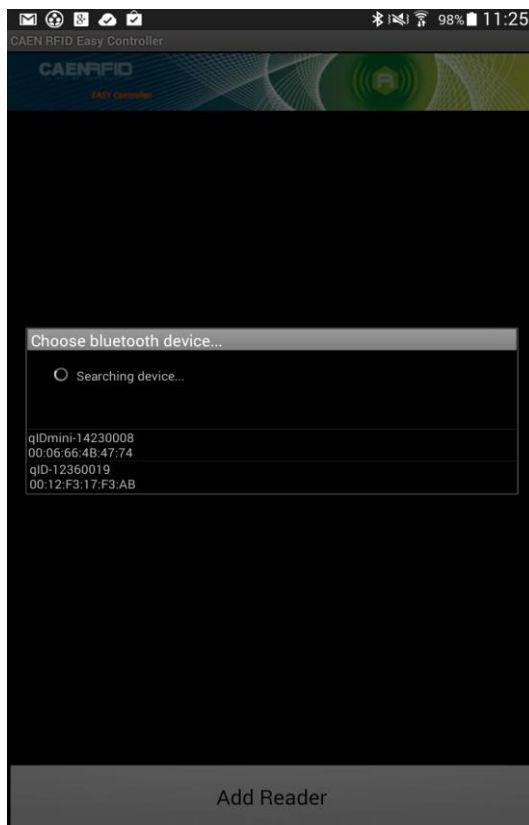 98% 11:25
CAEN RFID Easy Controller
CAENRFID
EASY Controller
Choose bluetooth device...
Searching device...
qIDmini-14230008
00:06:66:4B:47:74
qID-12360019
00:12:F3:17:F3:AB
Add Reader